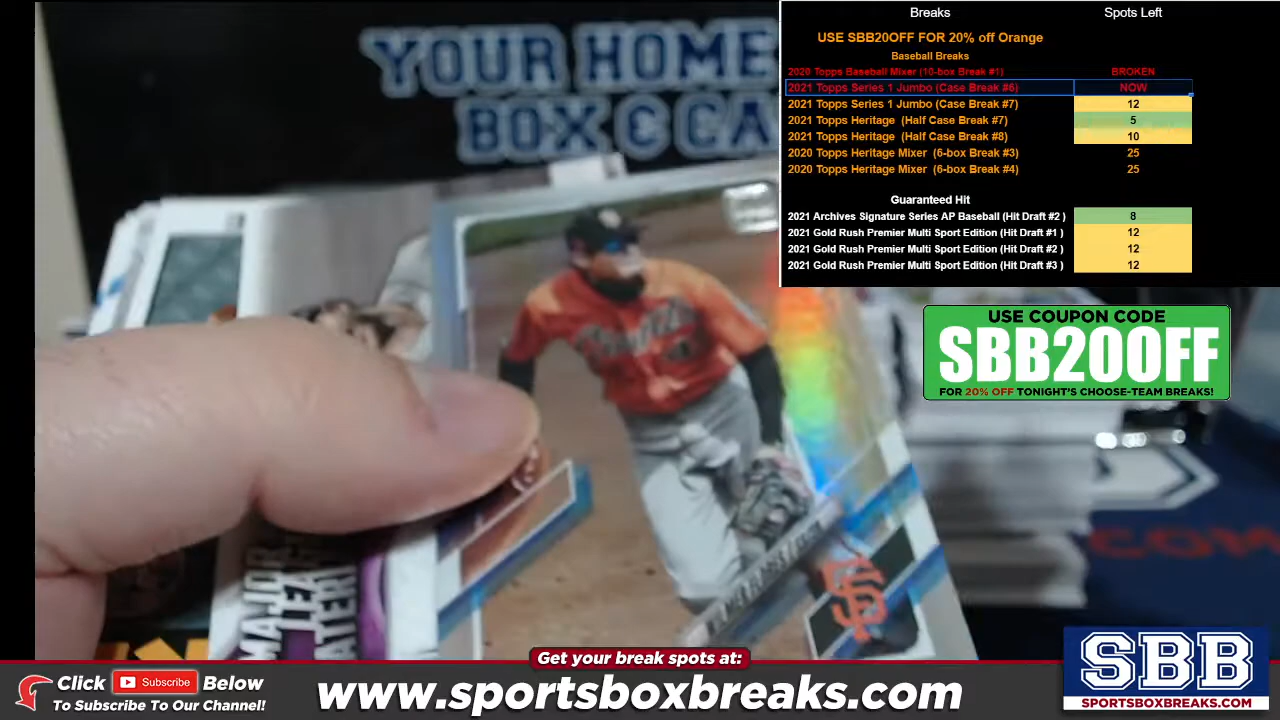 YOUR HOME
BOX & CA
Breaks Spots Left
USE SBB20OFF FOR 20% off Orange
Baseball Breaks
2020 Topps Baseball Mixer (10-box Break #1) BROKEN
2021 Topps Series 1 Jumbo (Case Break #6) NOW
2021 Topps Series 1 Jumbo (Case Break #7) 12
2021 Topps Heritage (Half Case Break #7) 5
2021 Topps Heritage (Half Case Break #8) 10
2020 Topps Heritage Mixer (6-box Break #3) 25
2020 Topps Heritage Mixer (6-box Break #4) 25
Guaranteed Hit
2021 Archives Signature Series AP Baseball (Hit Draft #2 ) 8
2021 Gold Rush Premier Multi Sport Edition (Hit Draft #1 ) 12
2021 Gold Rush Premier Multi Sport Edition (Hit Draft #2 ) 12
2021 Gold Rush Premier Multi Sport Edition (Hit Draft #3 ) 12
USE COUPON CODE
SBB20OFF
FOR 20% OFF TONIGHT'S CHOOSE-TEAM BREAKS!
.COM
MAJOR
SF
Get your break spots at:
Click Subscribe Below
To Subscribe To Our Channel!
www.sportsboxbreaks.com
SBB
SPORTSBOXBREAKS.COM